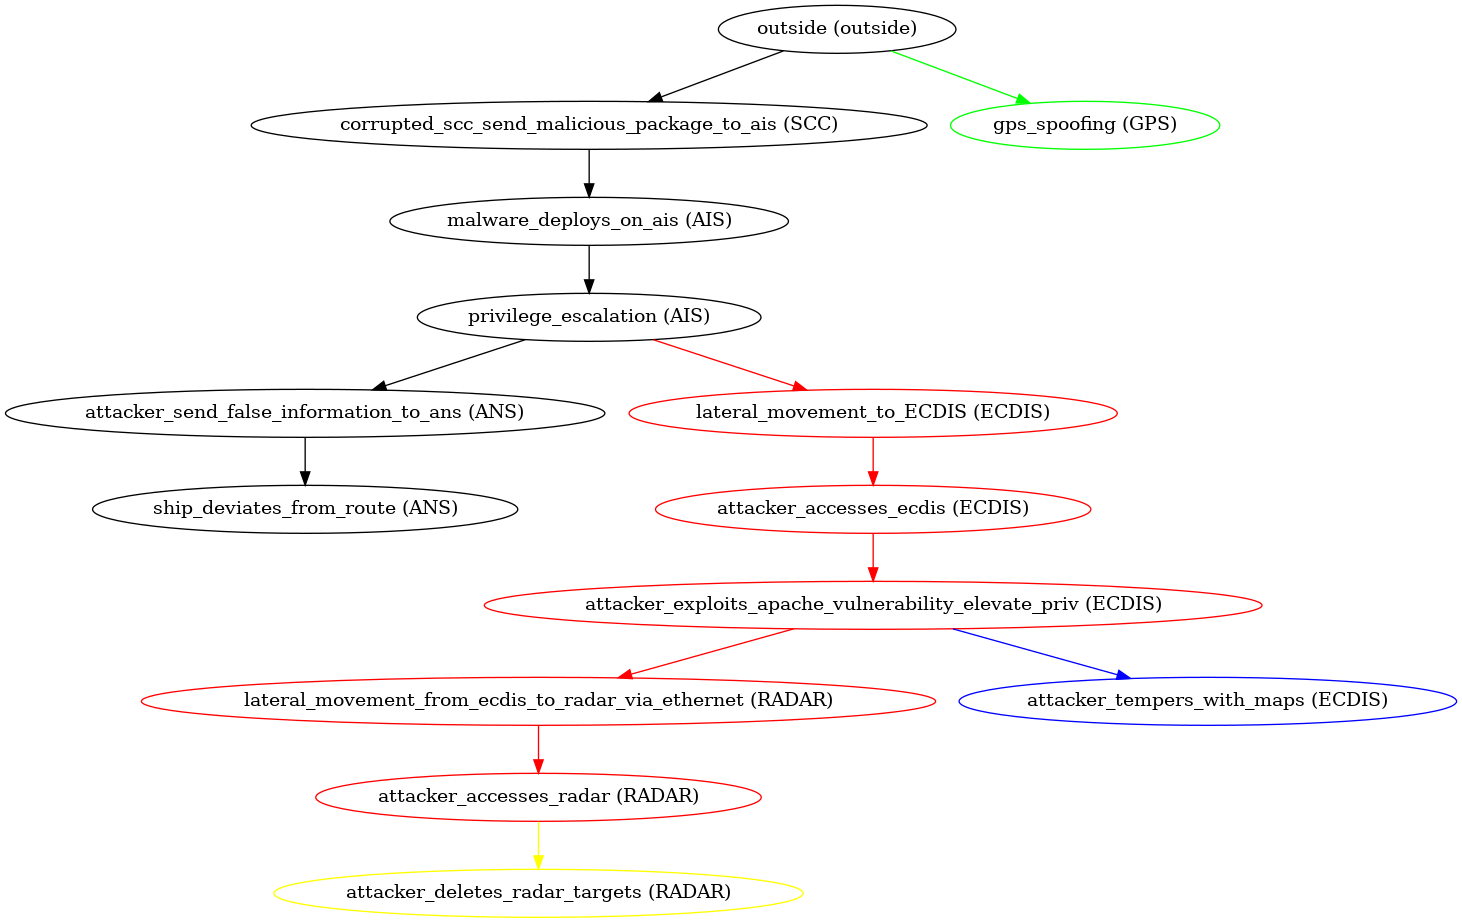 outside (outside)
corrupted_scc_send_malicious_package_to_ais (SCC)
gps_spoofing (GPS)
malware_deploys_on_ais (AIS)
privilege_escalation (AIS)
attacker_send_false_information_to_ans (ANS)
lateral_movement_to_ECDIS (ECDIS)
ship_deviates_from_route (ANS)
attacker_accesses_ecdis (ECDIS)
attacker_exploits_apache_vulnerability_elevate_priv (ECDIS)
lateral_movement_from_ecdis_to_radar_via_ethernet (RADAR)
attacker_tempers_with_maps (ECDIS)
attacker_accesses_radar (RADAR)
attacker_deletes_radar_targets (RADAR)